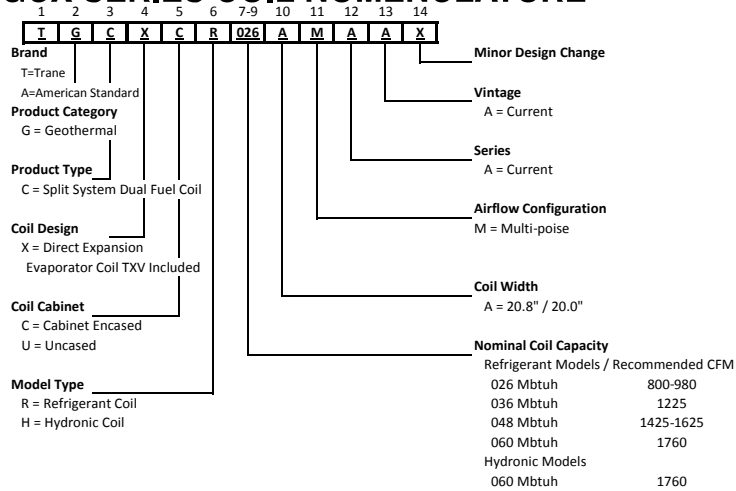 SERIES COIL NOMENCLATURE
1 2 3 4 5 6 7-9 10 11 12 13 14
T G C X C R 026 A M A A X
Brand
T=Trane
A=American Standard
Product Category
G = Geothermal
Product Type
C = Split System Dual Fuel Coil
Coil Design
X = Direct Expansion
Evaporator Coil TXV Included
Coil Cabinet
C = Cabinet Encased
U = Uncased
Model Type
R = Refrigerant Coil
H = Hydronic Coil
Minor Design Change
Vintage
A = Current
Series
A = Current
Airflow Configuration
M = Multi-poise
Coil Width
A = 20.8" / 20.0"
Nominal Coil Capacity
Refrigerant Models / Recommended CFM
026 Mbtuh 800-980
036 Mbtuh 1225
048 Mbtuh 1425-1625
060 Mbtuh 1760
Hydronic Models
060 Mbtuh 1760